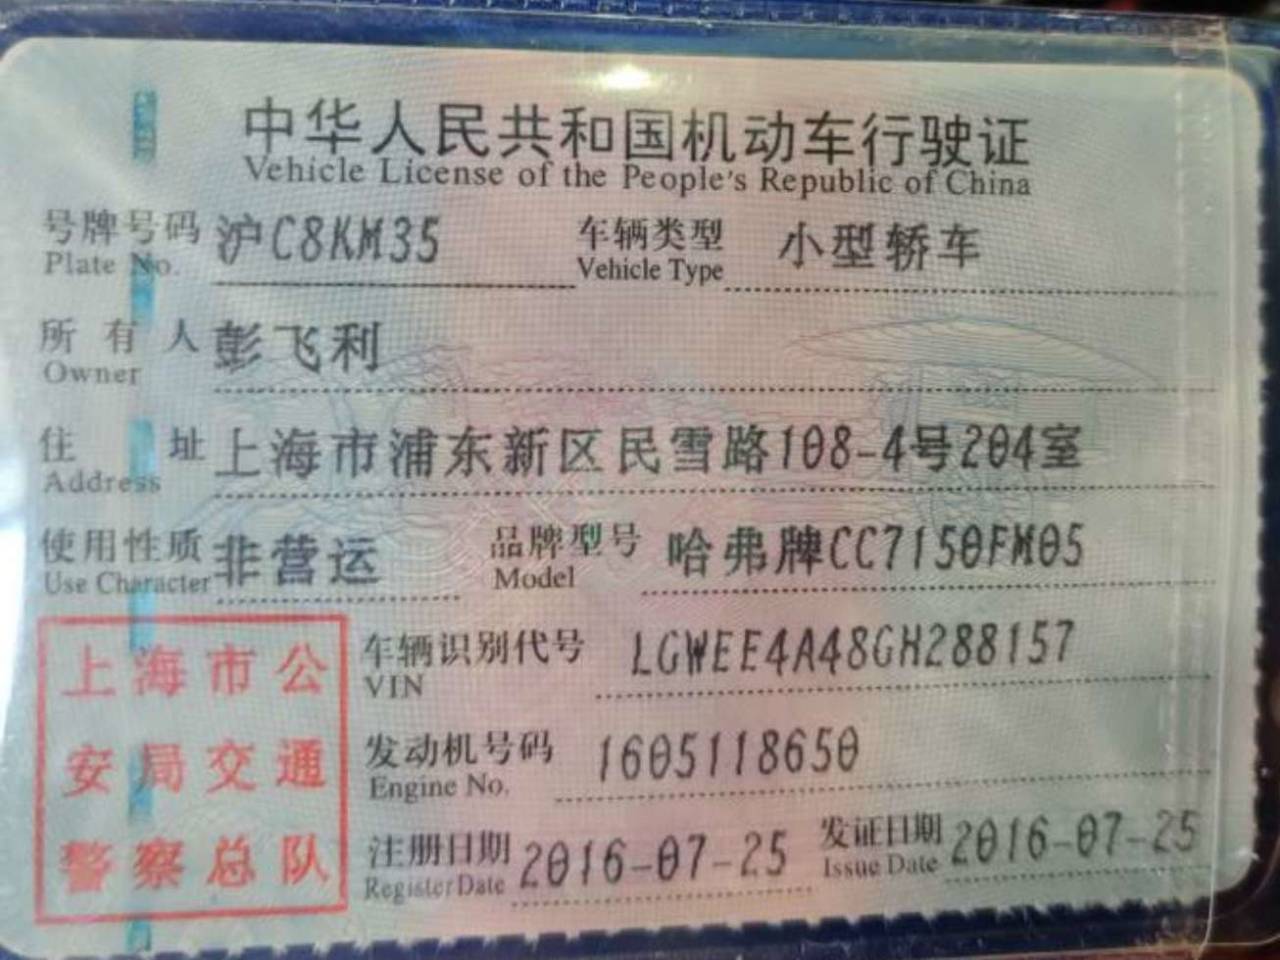 中华人民共和国机动车行驶证
Vehicle License of the People's Republic of China
号牌号码 沪C8KM35 车辆类型 小型轿车
Plate No. Vehicle Type
所有人 彭飞利
Owner
住址 上海市浦东新区民雪路108-4号204室
Address
使用性质 非营运 品牌型号 哈弗牌CC7150FM05
Use Character Model
车辆识别代号 LGWEE4A48GH288157
VIN
发动机号码 1605118650
Engine No.
注册日期 2016-07-25 发证日期 2016-07-25
Register Date Issue Date
上海市公
安局交通
警察总队